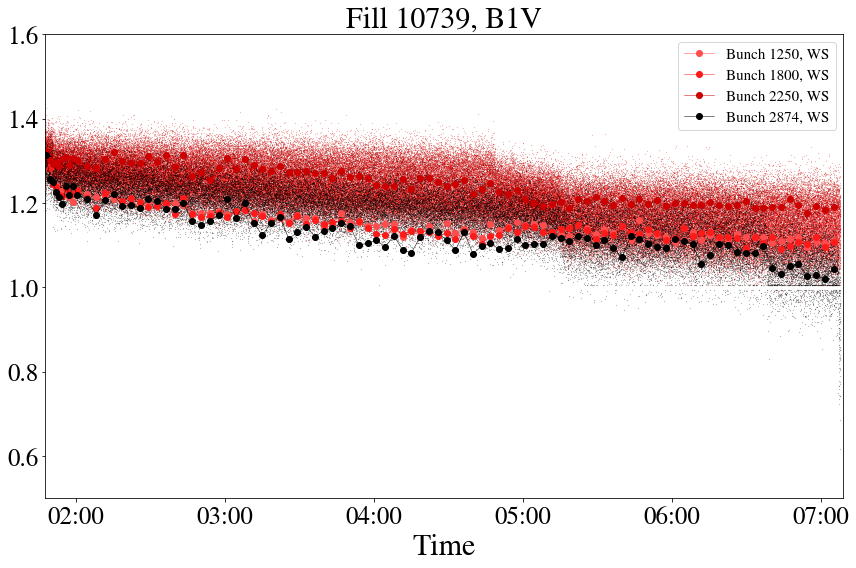 Fill 10739, B1V
1.6
1.4
1.2
1.0
0.8
0.6
Bunch 1250, WS
Bunch 1800, WS
Bunch 2250, WS
Bunch 2874, WS
02:00 03:00 04:00 05:00 06:00 07:00
Time